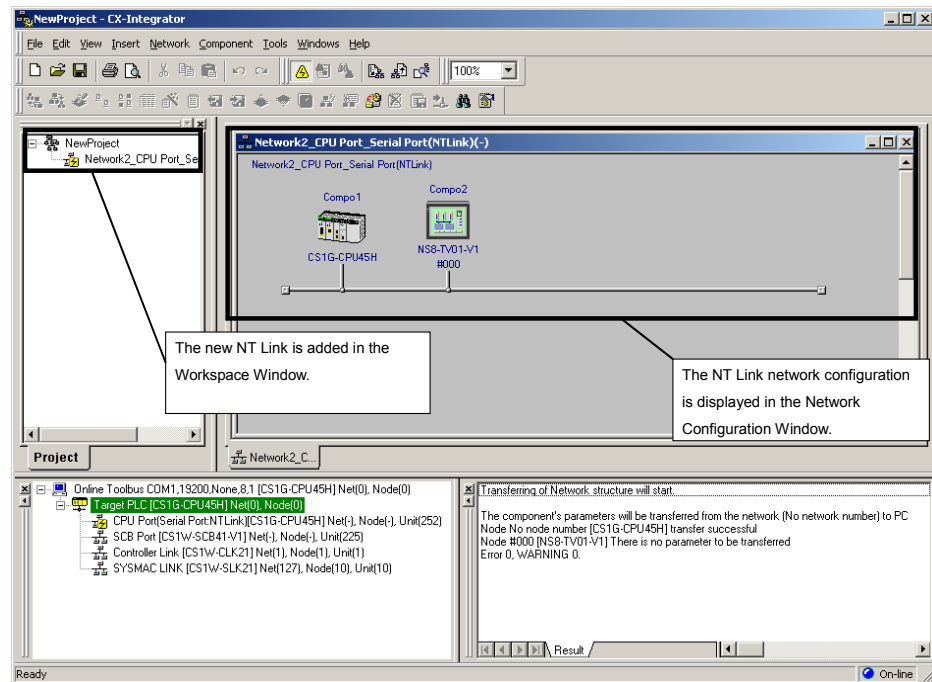 NewProject - CX-Integrator
File Edit View Insert Network Component Tools Windows Help
100%
NewProject
Network2_CPU Port_Se
Network2_CPU Port_Serial Port(NTLink)(-)
Network2_CPU Port_Serial Port(NTLink)
Compo1
Compo2
CS1G-CPU45H
NS8-TV01-V1
#000
The new NT Link is added in the
Workspace Window.
The NT Link network configuration
is displayed in the Network
Configuration Window.
Project
Network2_C...
Online Toolbus COM1,19200,None,8,1 [CS1G-CPU45H] Net(0), Node(0)
Target PLC [CS1G-CPU45H] Net(0), Node(0)
CPU Port(Serial Port:NTLink)[CS1G-CPU45H] Net(-), Node(-), Unit(252)
SCB Port [CS1W-SCB41-V1] Net(-), Node(-), Unit(225)
Controller Link [CS1W-CLK21] Net(1), Node(1), Unit(1)
SYSMAC LINK [CS1W-SLK21] Net(127), Node(10), Unit(10)
Transferring of Network structure will start.
The component's parameters will be transferred from the network (No network number) to PC
Node No node number [CS1G-CPU45H] transfer successful
Node #000 [NS8-TV01-V1] There is no parameter to be transferred
Error 0, WARNING 0.
Result
Ready
On-line